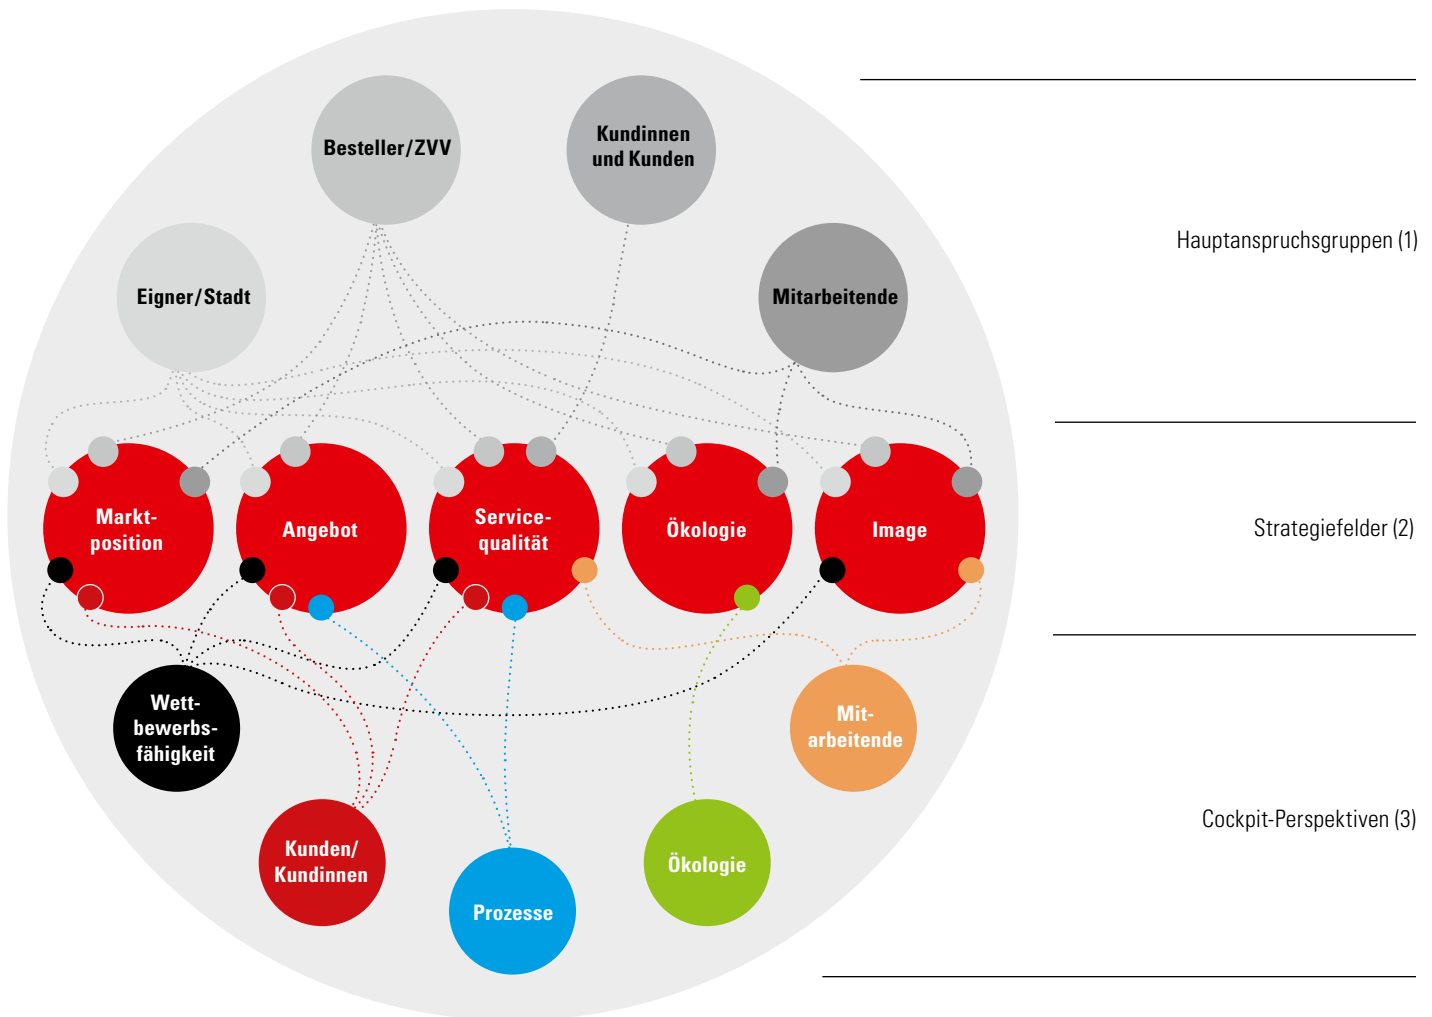 Besteller/ZVV
Kundinnen
und Kunden
Eigner/Stadt
Mitarbeitende
Hauptanspruchsgruppen (1)
Markt-
position
Angebot
Service-
qualität
Ökologie
Image
Strategiefelder (2)
Wett-
bewerbs-
fähigkeit
Mit-
arbeitende
Kunden/
Kundinnen
Prozesse
Ökologie
Cockpit-Perspektiven (3)